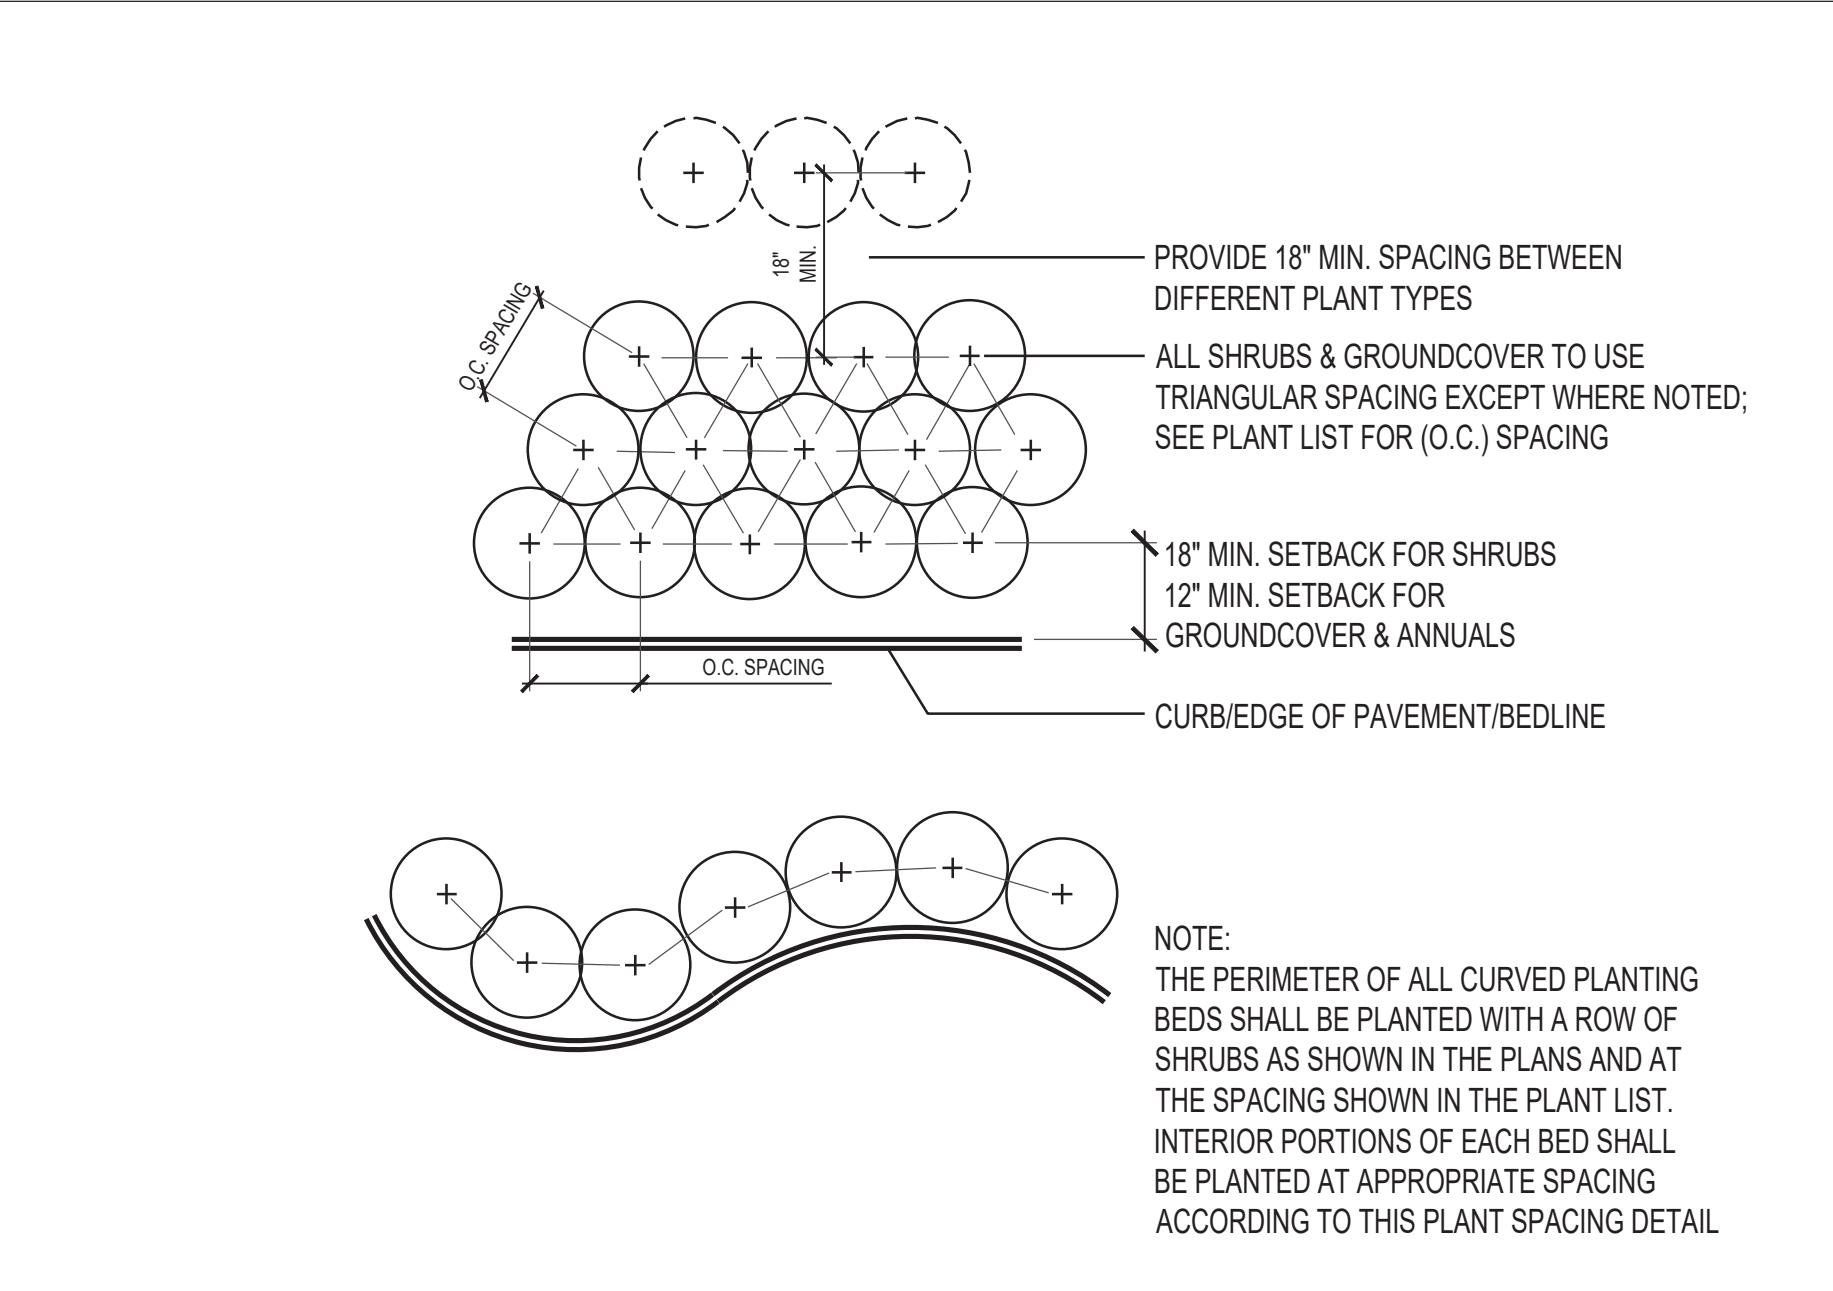 18"
MIN.
PROVIDE 18" MIN. SPACING BETWEEN
DIFFERENT PLANT TYPES
O.C. SPACING
ALL SHRUBS & GROUNDCOVER TO USE
TRIANGULAR SPACING EXCEPT WHERE NOTED;
SEE PLANT LIST FOR (O.C.) SPACING
18" MIN. SETBACK FOR SHRUBS
12" MIN. SETBACK FOR
GROUNDCOVER & ANNUALS
O.C. SPACING
CURB/EDGE OF PAVEMENT/BEDLINE
NOTE:
THE PERIMETER OF ALL CURVED PLANTING
BEDS SHALL BE PLANTED WITH A ROW OF
SHRUBS AS SHOWN IN THE PLANS AND AT
THE SPACING SHOWN IN THE PLANT LIST.
INTERIOR PORTIONS OF EACH BED SHALL
BE PLANTED AT APPROPRIATE SPACING
ACCORDING TO THIS PLANT SPACING DETAIL